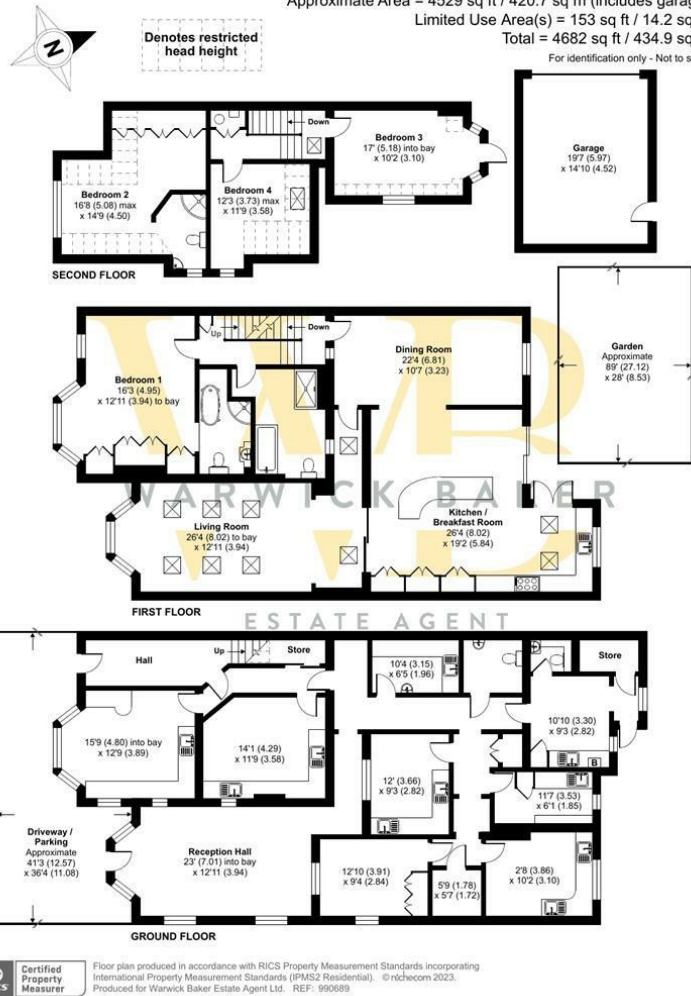 Approximate Area = 4529 sq ft / 420.7 sq m (includes garag
Limited Use Area(s) = 153 sq ft / 14.2 sq
Total = 4682 sq ft / 434.9 sq
For identification only - Not to s
N
Denotes restricted
head height
Down
Bedroom 3
17' (5.18) into bay
x 10'2 (3.10)
Garage
19'7 (5.97)
x 14'10 (4.52)
Bedroom 2
16'8 (5.08) max
x 14'9 (4.50)
Bedroom 4
12'3 (3.73) max
x 11'9 (3.58)
SECOND FLOOR
Up
Down
Dining Room
22'4 (6.81)
x 10'7 (3.23)
Garden
Approximate
89' (27.12)
x 28' (8.53)
Bedroom 1
16'3 (4.95)
x 12'11 (3.94) to bay
WB
WARWICK BAKER
Living Room
26'4 (8.02) to bay
x 12'11 (3.94)
Kitchen /
Breakfast Room
26'4 (8.02)
x 19'2 (5.84)
FIRST FLOOR
ESTATE AGENT
Hall
Up
Store
10'4 (3.15)
x 6'5 (1.96)
Store
15'9 (4.80) into bay
x 12'9 (3.89)
14'1 (4.29)
x 11'9 (3.58)
10'10 (3.30)
x 9'3 (2.82)
B
12' (3.66)
x 9'3 (2.82)
11'7 (3.53)
x 6'1 (1.85)
Driveway /
Parking
Approximate
41'3 (12.57)
x 36'4 (11.08)
Reception Hall
23' (7.01) into bay
x 12'11 (3.94)
12'10 (3.91)
x 9'4 (2.84)
5'9 (1.78)
x 5'7 (1.72)
2'8 (3.86)
x 10'2 (3.10)
GROUND FLOOR
Certified
Property
Measurer
Floor plan produced in accordance with RICS Property Measurement Standards incorporating
International Property Measurement Standards (IPMS2 Residential). © nichecom 2023.
Produced for Warwick Baker Estate Agent Ltd. REF: 990689